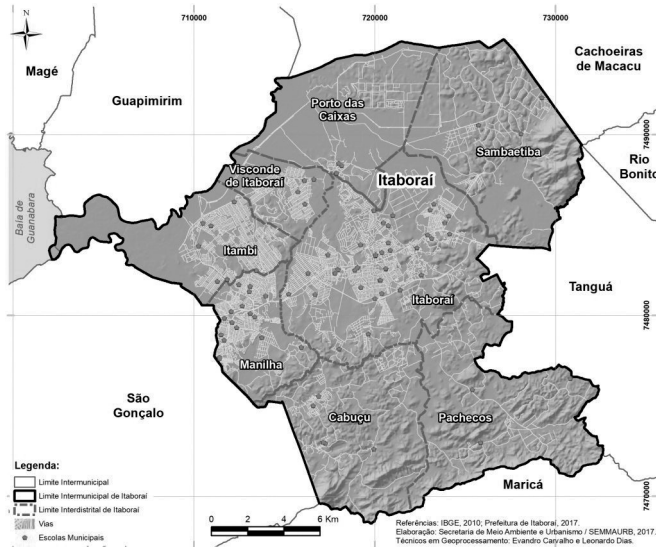 710000
720000
730000
N
Cachoeiras
de Macacu
Magé
Guapimirim
Porto das
Caixas
7490000
Sambaetiba
Rio
Bonito
Visconde
de Itaboraí
Itaboraí
Baía de
Guanabara
Itambi
Tanguá
Itaboraí
7480000
Manilha
São
Gonçalo
Cabuçu
Pachecos
Maricá
7470000
Legenda:
Limite Intermunicipal
Limite Intermunicipal de Itaboraí
Limite Interdistrital de Itaboraí
Vias
Escolas Municipais
0 2 4 6 Km
Referências: IBGE, 2010; Prefeitura de Itaboraí, 2017.
Elaboração: Secretaria de Meio Ambiente e Urbanismo / SEMMAURB, 2017.
Técnicos em Geoprocessamento: Evandro Carvalho e Leonardo Dias.